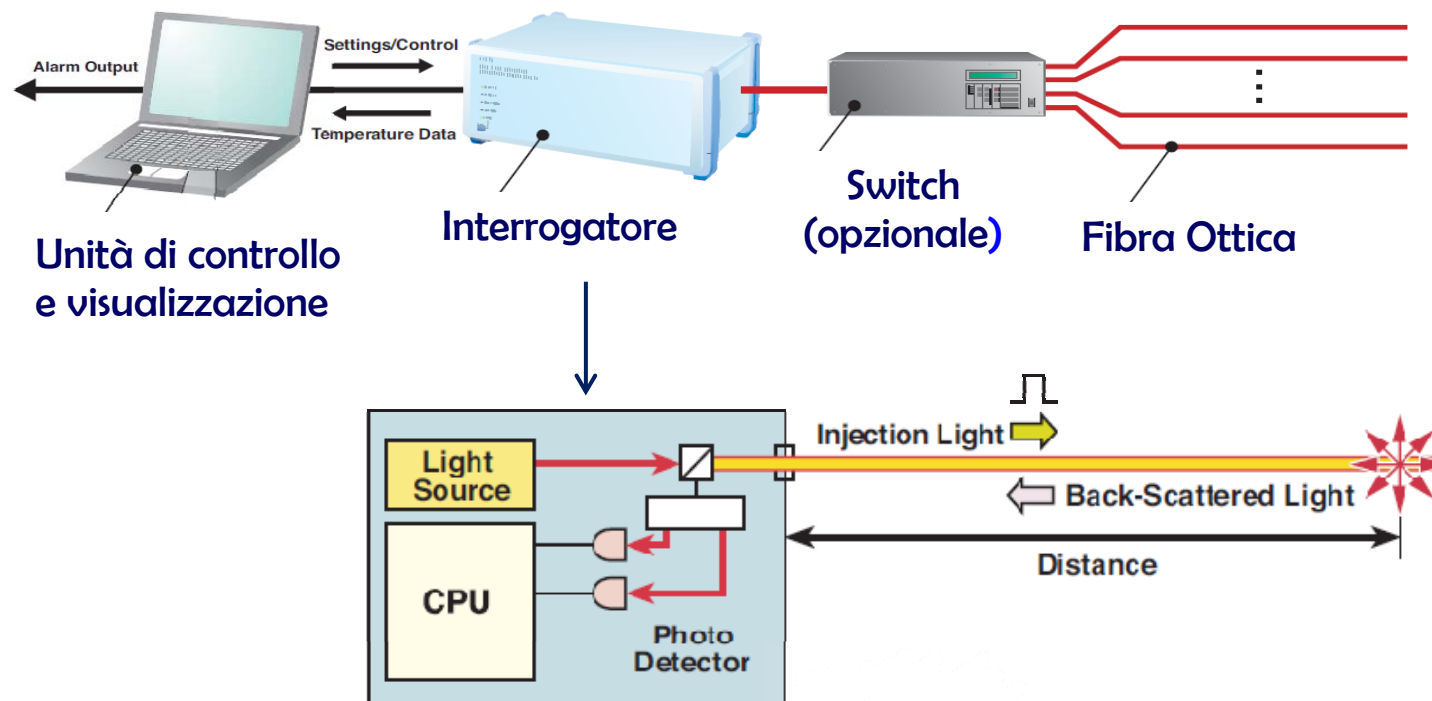 Settings/Control
Alarm Output
Temperature Data
Unità di controllo
e visualizzazione
Interrogatore
Switch
(opzionale)
Fibra Ottica
Injection Light
Light
Source
Back-Scattered Light
Distance
CPU
Photo
Detector